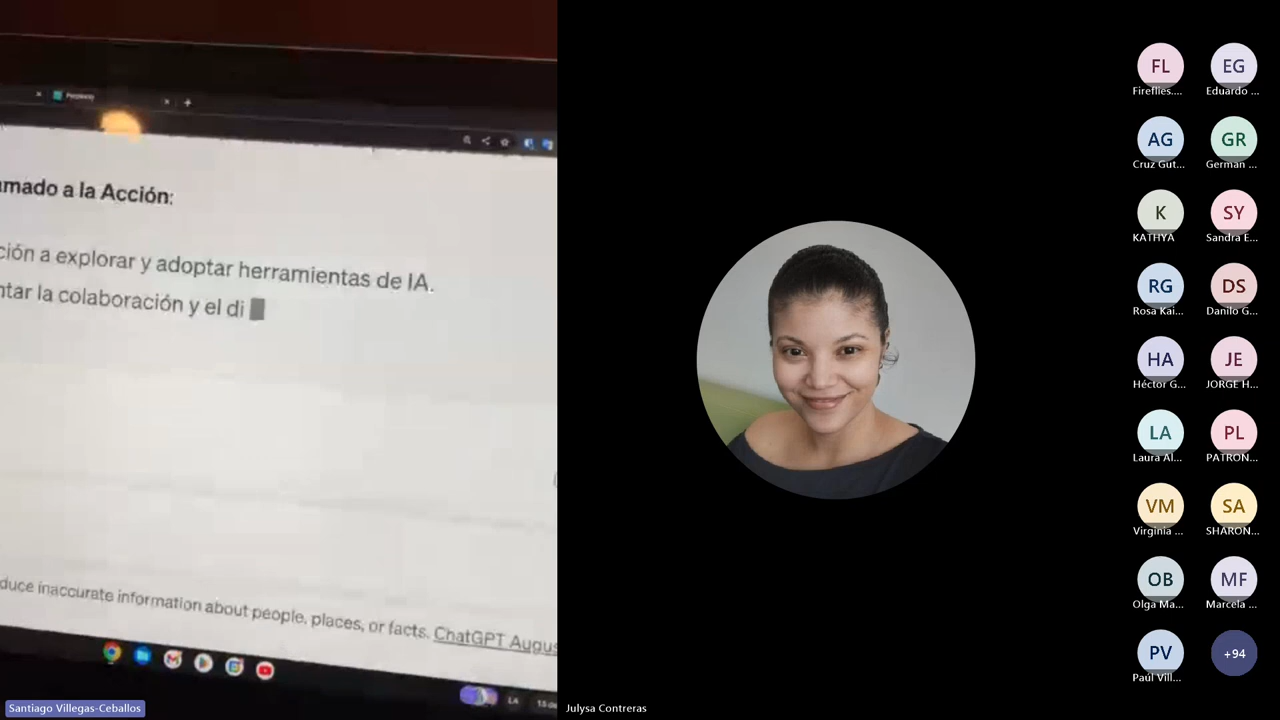 amado a la Acción:
ción a explorar y adoptar herramientas de IA.
ntar la colaboración y el di
duce inaccurate information about people, places, or facts. ChatGPT Augus
LA
Santiago Villegas-Ceballos
Julysa Contreras
FL
Fireflies....
EG
Eduardo ...
AG
Cruz Gut...
GR
German ...
K
KATHYA
SY
Sandra E...
RG
Rosa Kai...
DS
Danilo G...
HA
Héctor G...
JE
JORGE H...
LA
Laura Al...
PL
PATRON...
VM
Virginia ...
SA
SHARON...
OB
Olga Ma...
MF
Marcela ...
PV
Paúl Vill...
+94